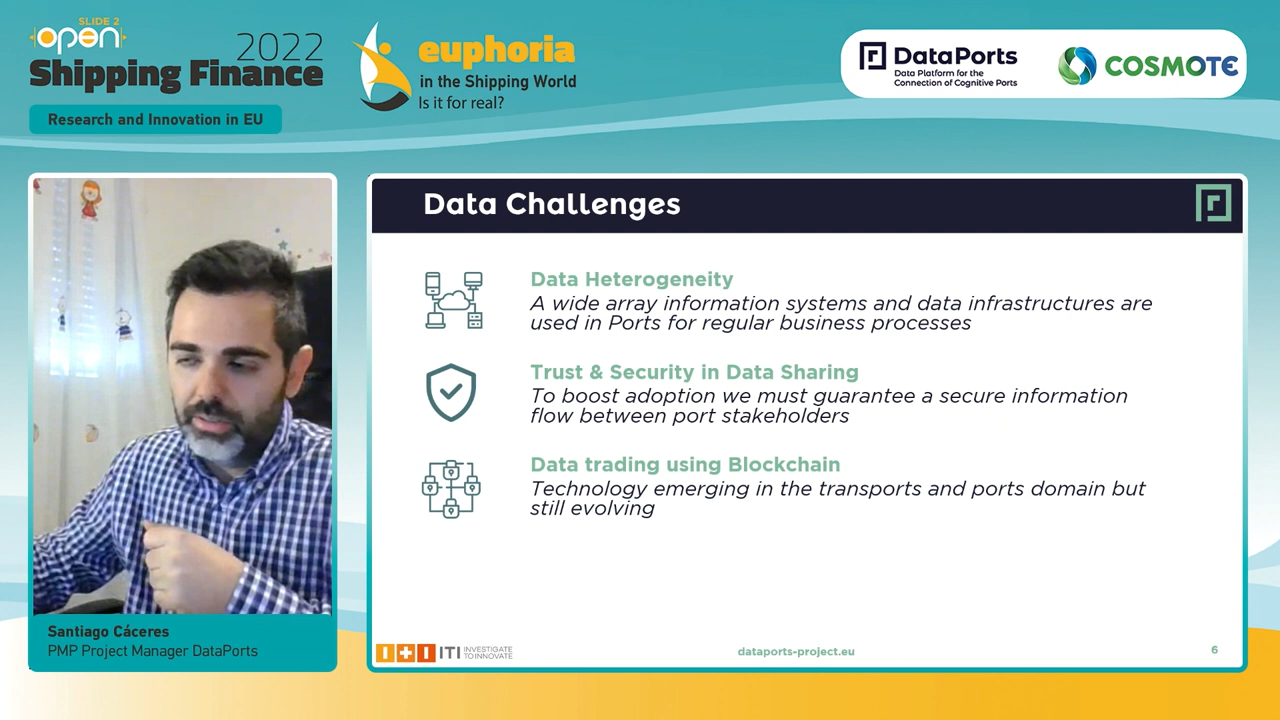 SLIDE 2
open
Shipping Finance
2022
Research and Innovation in EU
euphoria
in the Shipping World
Is it for real?
DataPorts
Data Platform for the
Connection of Cognitive Ports
COSMOTE
Data Challenges
Data Heterogeneity
A wide array information systems and data infrastructures are
used in Ports for regular business processes
Trust & Security in Data Sharing
To boost adoption we must guarantee a secure information
flow between port stakeholders
Data trading using Blockchain
Technology emerging in the transports and ports domain but
still evolving
Santiago Cáceres
PMP Project Manager DataPorts
ITI INVESTIGATE
TO INNOVATE
dataports-project.eu
6